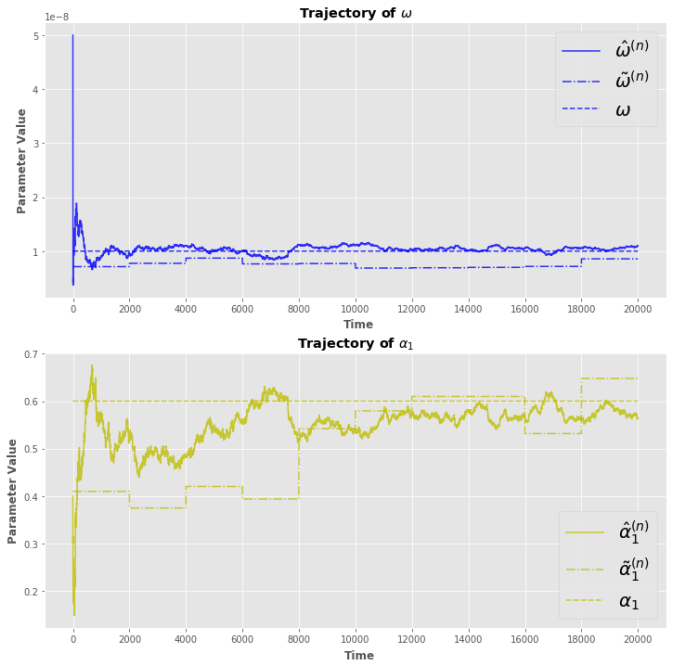 Trajectory of ω
1e−8
5
4
3
2
1
Parameter Value
ω̂⁽ⁿ⁾
ω̃⁽ⁿ⁾
ω
0 2000 4000 6000 8000 10000 12000 14000 16000 18000 20000
Time
Trajectory of α₁
0.7
0.6
0.5
0.4
0.3
0.2
Parameter Value
α̂₁⁽ⁿ⁾
α̃₁⁽ⁿ⁾
α₁
0 2000 4000 6000 8000 10000 12000 14000 16000 18000 20000
Time